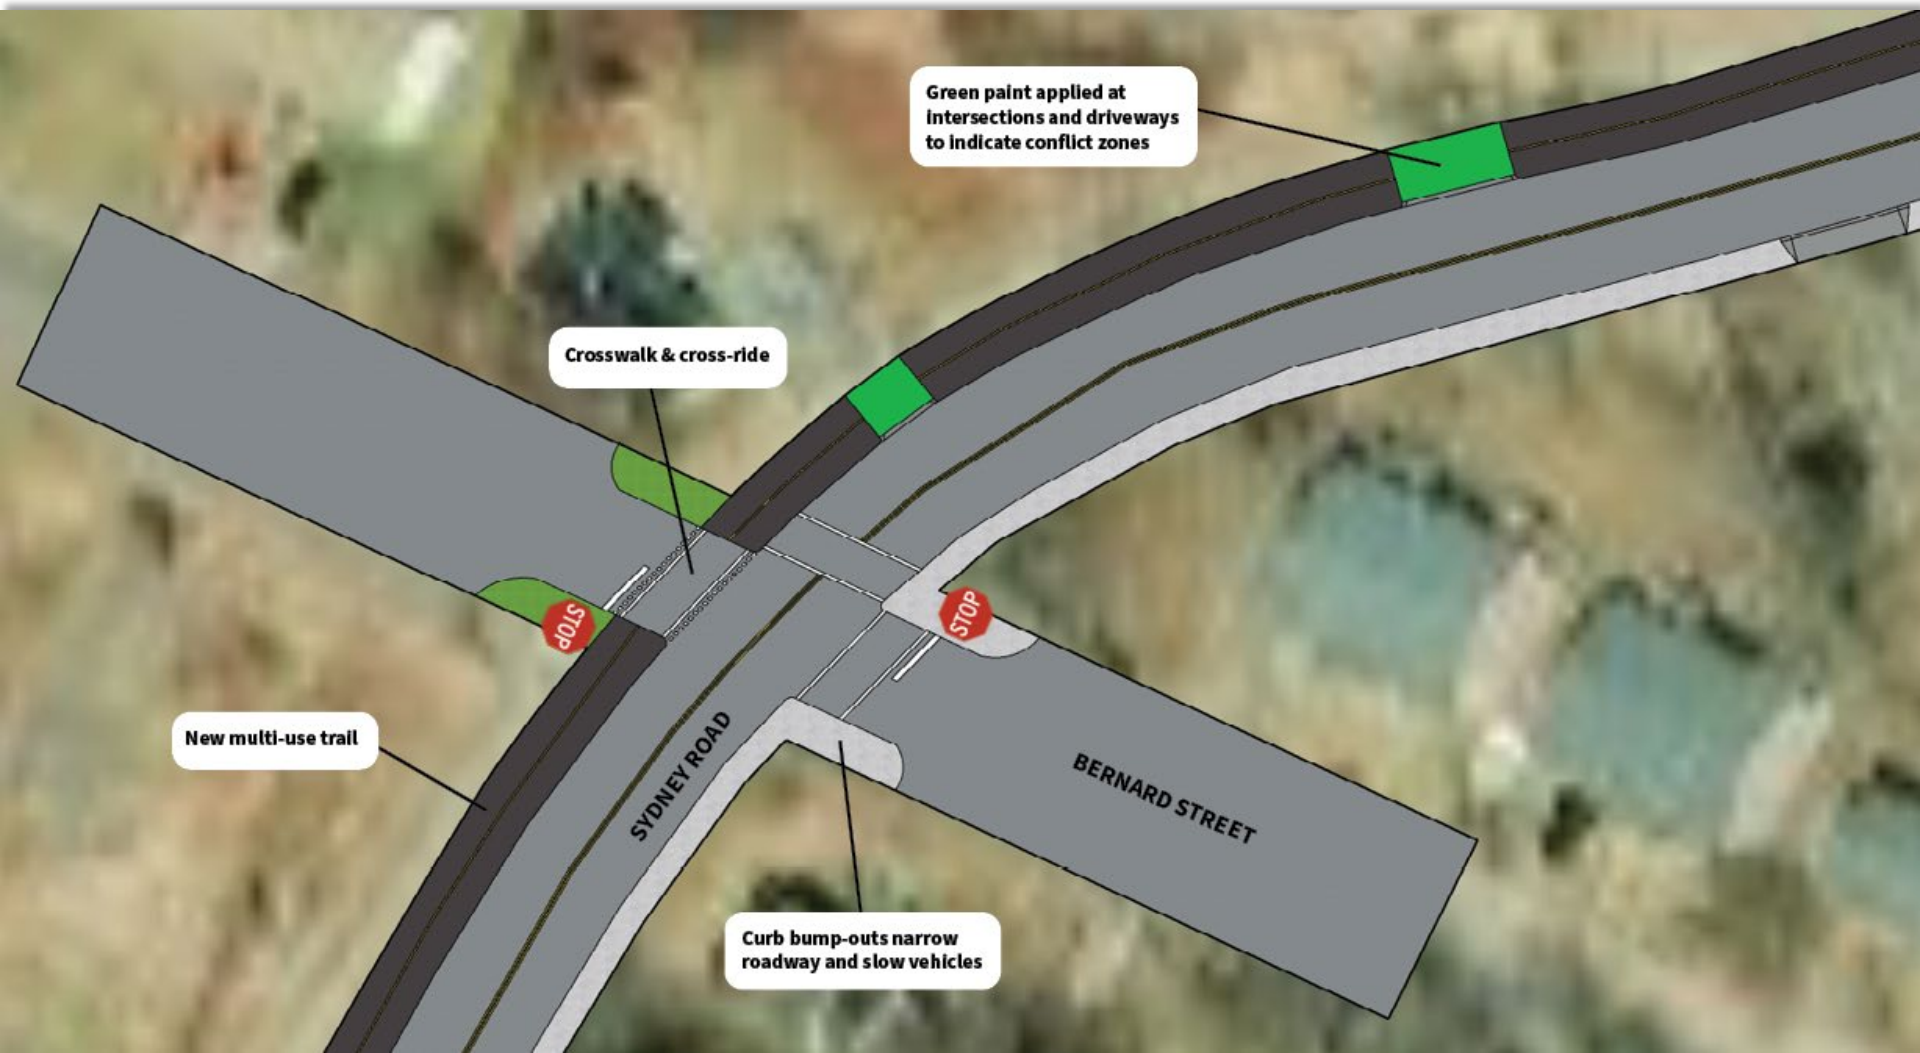 Green paint applied at
intersections and driveways
to indicate conflict zones
Crosswalk & cross-ride
STOP
STOP
New multi-use trail
SYDNEY ROAD
BERNARD STREET
Curb bump-outs narrow
roadway and slow vehicles